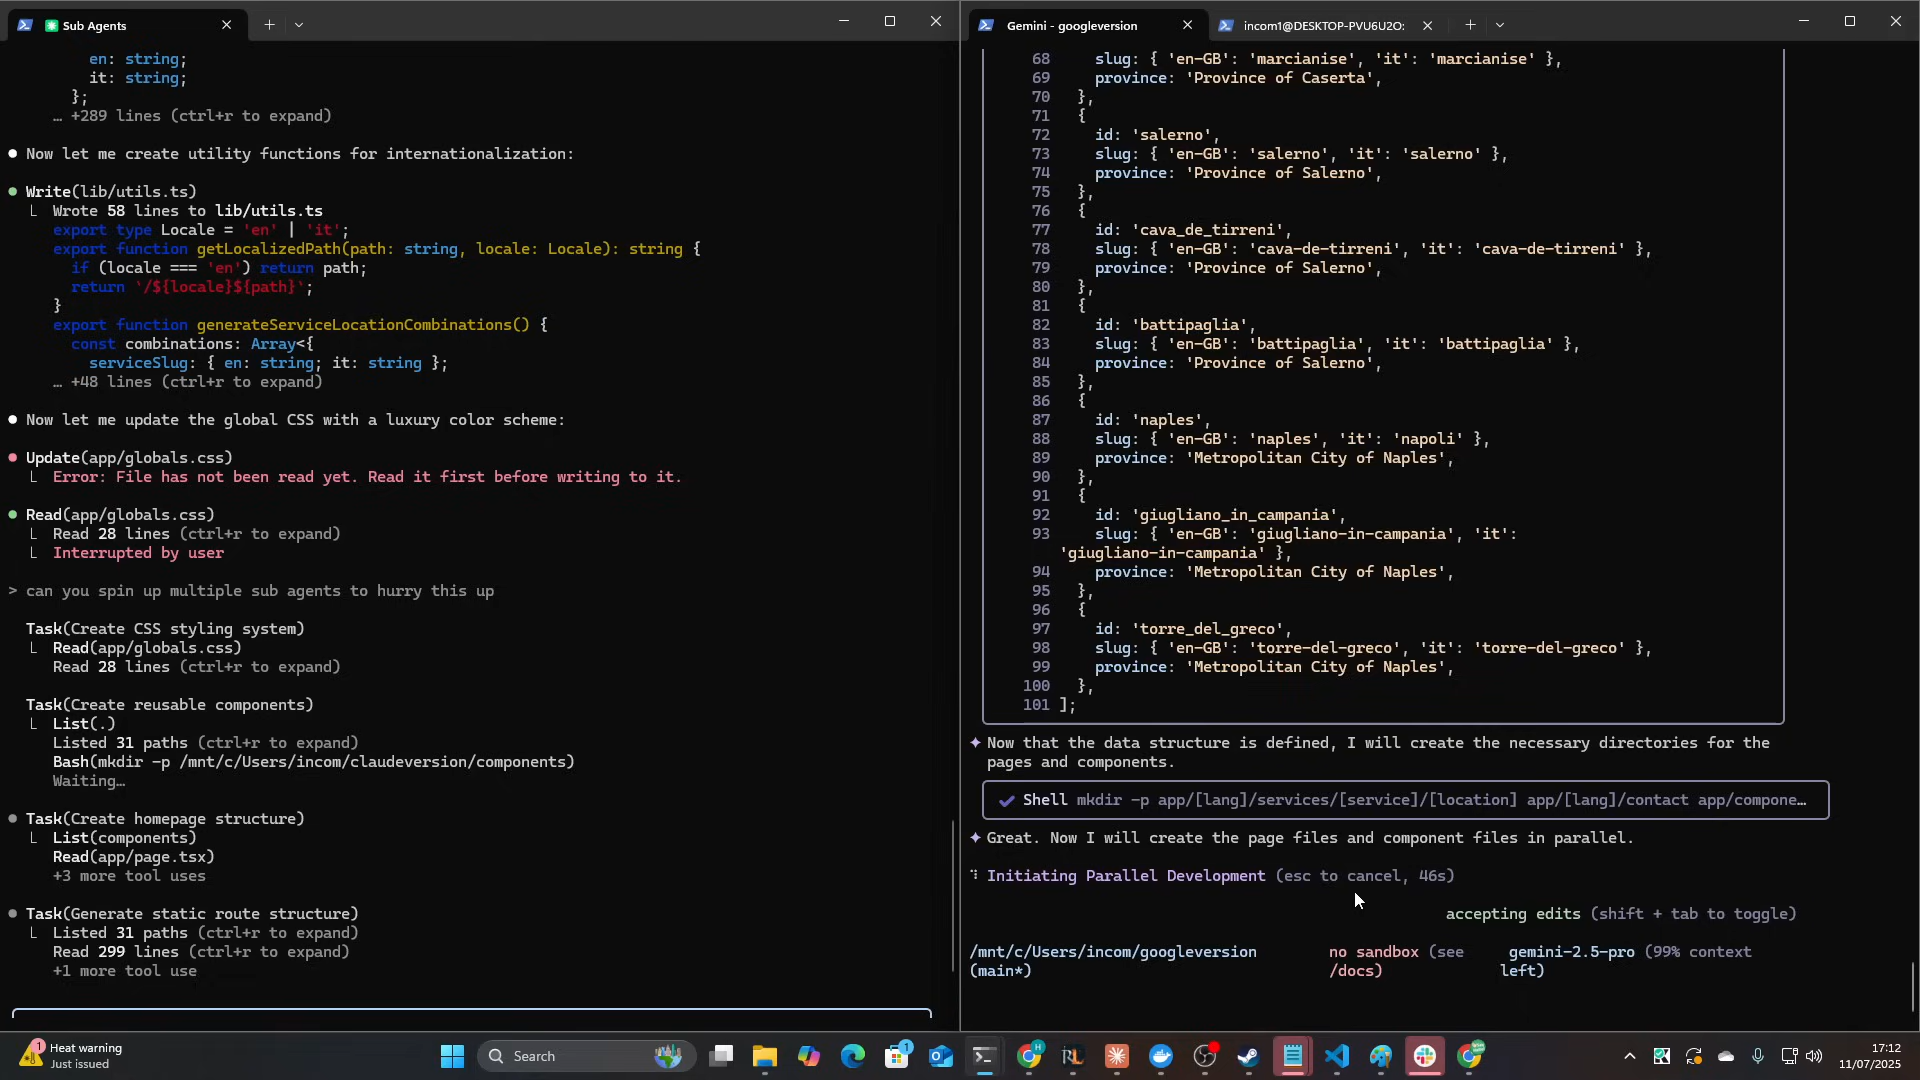 Sub Agents
en: string;
it: string;
};
… +289 lines (ctrl+r to expand)
● Now let me create utility functions for internationalization:
● Write(lib/utils.ts)
└ Wrote 58 lines to lib/utils.ts
export type Locale = 'en' | 'it';
export function getLocalizedPath(path: string, locale: Locale): string {
if (locale === 'en') return path;
return `/${locale}${path}`;
}
export function generateServiceLocationCombinations() {
const combinations: Array<{
serviceSlug: { en: string; it: string };
… +48 lines (ctrl+r to expand)
● Now let me update the global CSS with a luxury color scheme:
● Update(app/globals.css)
└ Error: File has not been read yet. Read it first before writing to it.
● Read(app/globals.css)
└ Read 28 lines (ctrl+r to expand)
└ Interrupted by user
> can you spin up multiple sub agents to hurry this up
Task(Create CSS styling system)
└ Read(app/globals.css)
Read 28 lines (ctrl+r to expand)
Task(Create reusable components)
└ List(.)
Listed 31 paths (ctrl+r to expand)
Bash(mkdir -p /mnt/c/Users/incom/claudeversion/components)
Waiting…
● Task(Create homepage structure)
└ List(components)
Read(app/page.tsx)
+3 more tool uses
● Task(Generate static route structure)
└ Listed 31 paths (ctrl+r to expand)
Read 299 lines (ctrl+r to expand)
+1 more tool use
Gemini - googleversion
incom1@DESKTOP-PVU6U2O:
68 slug: { 'en-GB': 'marcianise', 'it': 'marcianise' },
69 province: 'Province of Caserta',
70 },
71 {
72 id: 'salerno',
73 slug: { 'en-GB': 'salerno', 'it': 'salerno' },
74 province: 'Province of Salerno',
75 },
76 {
77 id: 'cava_de_tirreni',
78 slug: { 'en-GB': 'cava-de-tirreni', 'it': 'cava-de-tirreni' },
79 province: 'Province of Salerno',
80 },
81 {
82 id: 'battipaglia',
83 slug: { 'en-GB': 'battipaglia', 'it': 'battipaglia' },
84 province: 'Province of Salerno',
85 },
86 {
87 id: 'naples',
88 slug: { 'en-GB': 'naples', 'it': 'napoli' },
89 province: 'Metropolitan City of Naples',
90 },
91 {
92 id: 'giugliano_in_campania',
93 slug: { 'en-GB': 'giugliano-in-campania', 'it':
'giugliano-in-campania' },
94 province: 'Metropolitan City of Naples',
95 },
96 {
97 id: 'torre_del_greco',
98 slug: { 'en-GB': 'torre-del-greco', 'it': 'torre-del-greco' },
99 province: 'Metropolitan City of Naples',
100 },
101 ];
✦ Now that the data structure is defined, I will create the necessary directories for the
pages and components.
✔ Shell mkdir -p app/[lang]/services/[service]/[location] app/[lang]/contact app/compone…
✦ Great. Now I will create the page files and component files in parallel.
Initiating Parallel Development (esc to cancel, 46s)
accepting edits (shift + tab to toggle)
/mnt/c/Users/incom/googleversion no sandbox (see gemini-2.5-pro (99% context
(main*) /docs) left)
1
Heat warning
Just issued
Search
1
H
17:12
11/07/2025